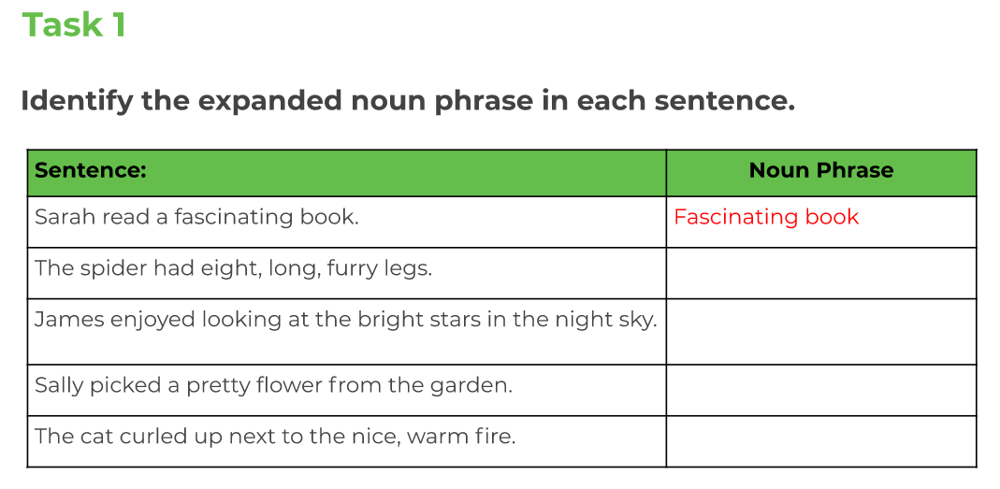 Task 1
Identify the expanded noun phrase in each sentence.
Sentence: Noun Phrase
Sarah read a fascinating book. Fascinating book
The spider had eight, long, furry legs.
James enjoyed looking at the bright stars in the night sky.
Sally picked a pretty flower from the garden.
The cat curled up next to the nice, warm fire.